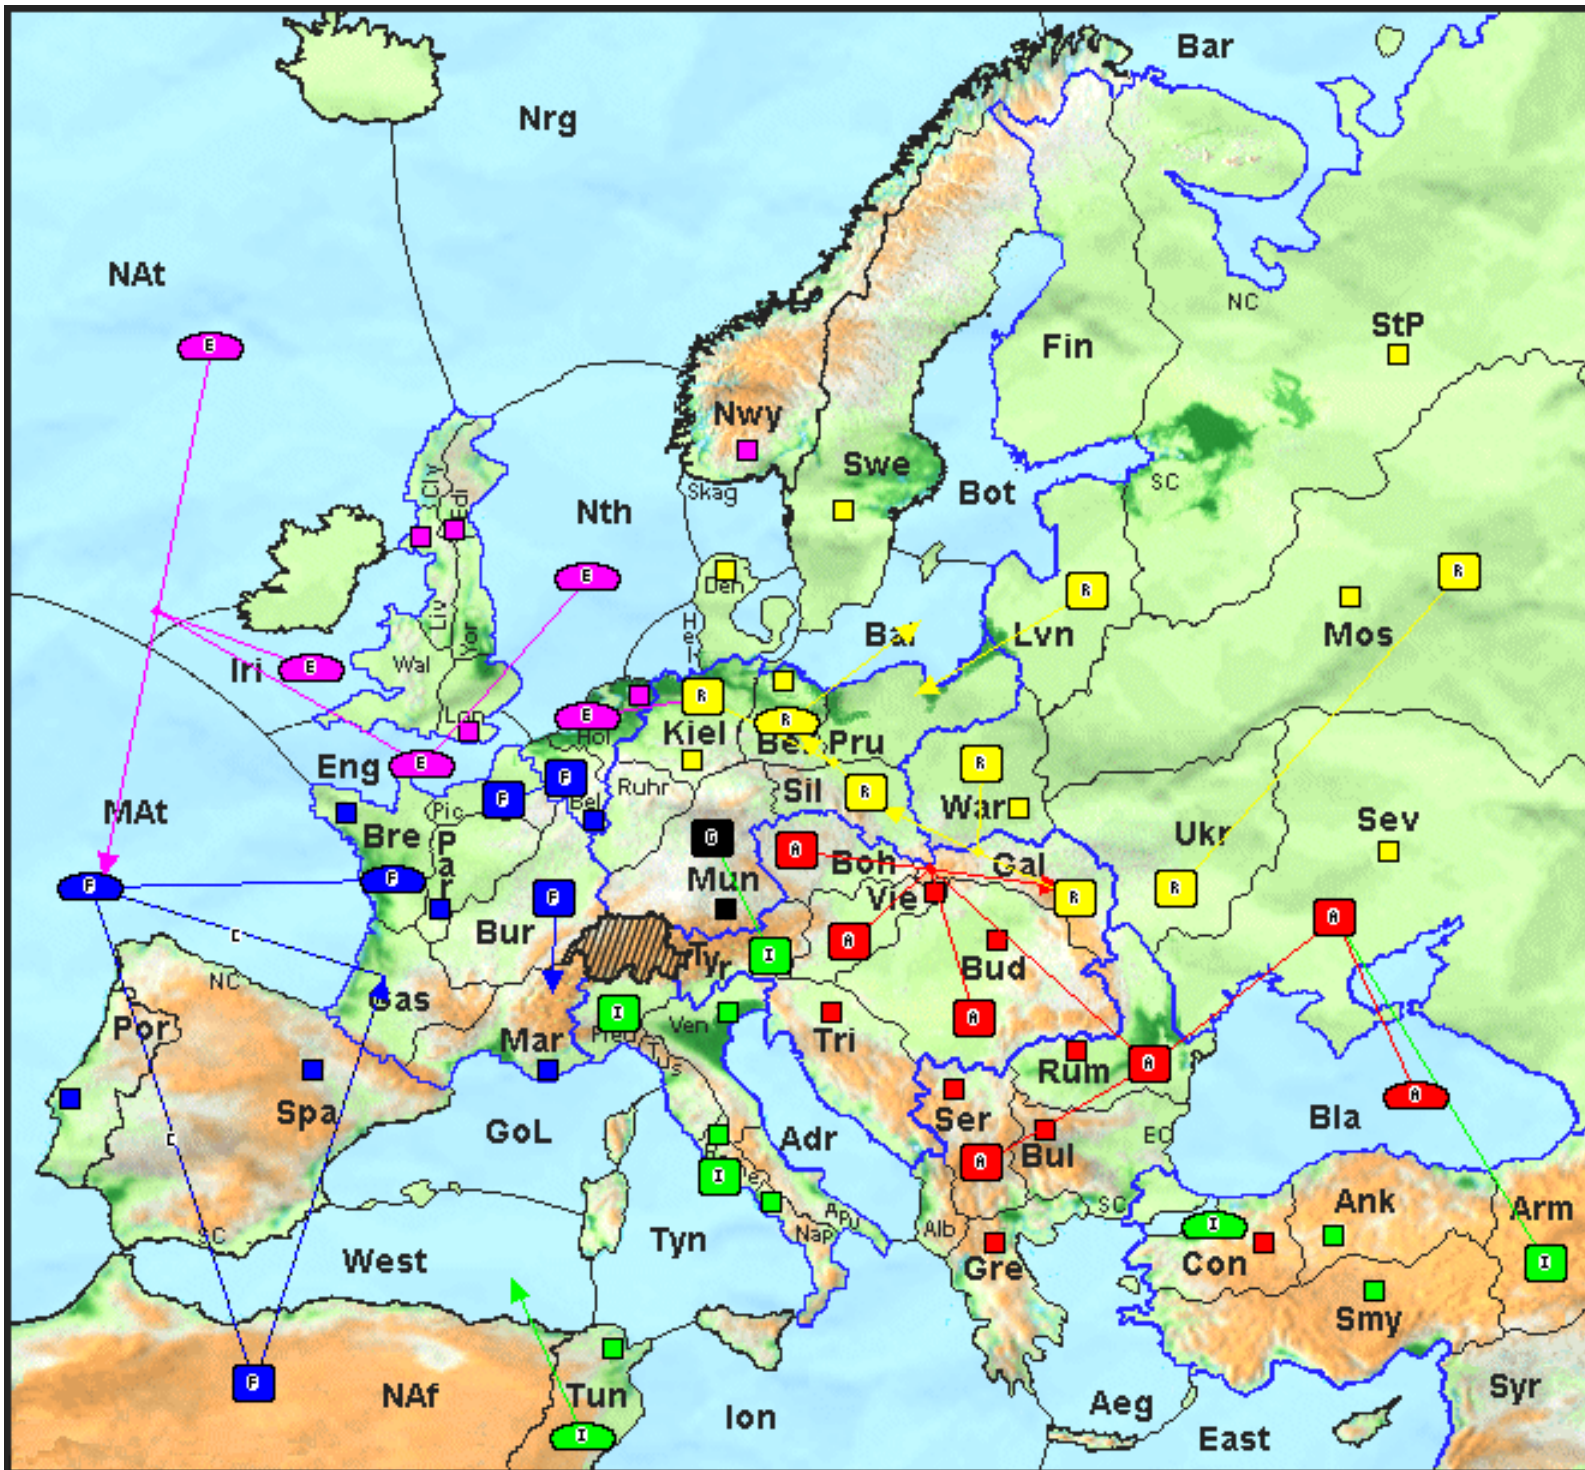 Bar
Nrg
NAt
NC
StP
Fin
Nwy
Swe
Skag
Bot
SC
Nth
Cly
Edi
Den
Hel
Liv
Yor
Bal
Lvn
Mos
Iri
Wal
Lon
Hol
Kiel
Ber
Pru
Eng
Ruhr
Sil
War
MAt
Pic
Bel
Bre
Par
Ukr
Sev
Boh
Gal
Mun
Vie
Bur
Tyr
Bud
NC
Gas
Por
Mar
Pied
Ven
Tri
Tus
Rum
Spa
GoL
Adr
Ser
Bul
EC
Bla
SC
Apu
Nap
Alb
Ank
Arm
SC
West
Tyn
Gre
Con
Smy
NAf
Tun
Ion
Aeg
East
Syr
E
E
E
E
E
R
R
R
R
R
R
R
R
F
F
F
F
F
F
G
A
A
A
A
A
A
A
I
I
I
I
I
I
C
C